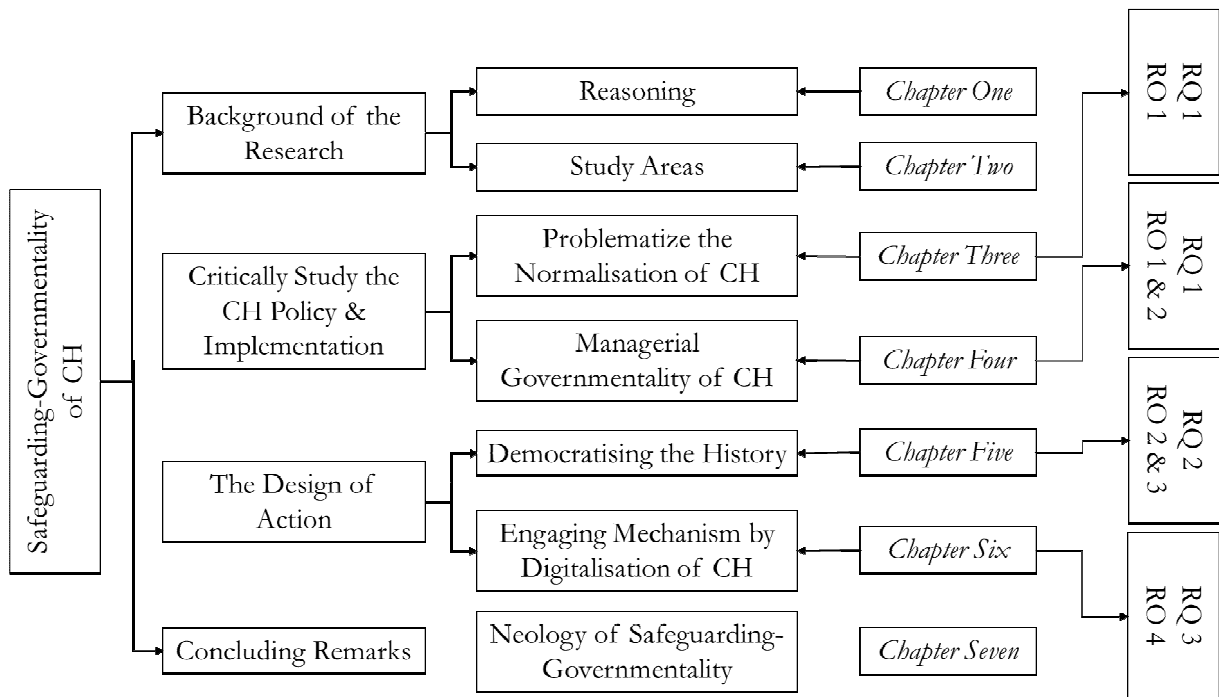 Safeguarding-Governmentality
of CH
Background of the
Research
Critically Study the
CH Policy &
Implementation
The Design of
Action
Concluding Remarks
Reasoning
Study Areas
Problematize the
Normalisation of CH
Managerial
Governmentality of CH
Democratising the History
Engaging Mechanism by
Digitalisation of CH
Neology of Safeguarding-
Governmentality
Chapter One
Chapter Two
Chapter Three
Chapter Four
Chapter Five
Chapter Six
Chapter Seven
RQ 1
RO 1
RQ 1
RO 1 & 2
RQ 2
RO 2 & 3
RQ 3
RO 4